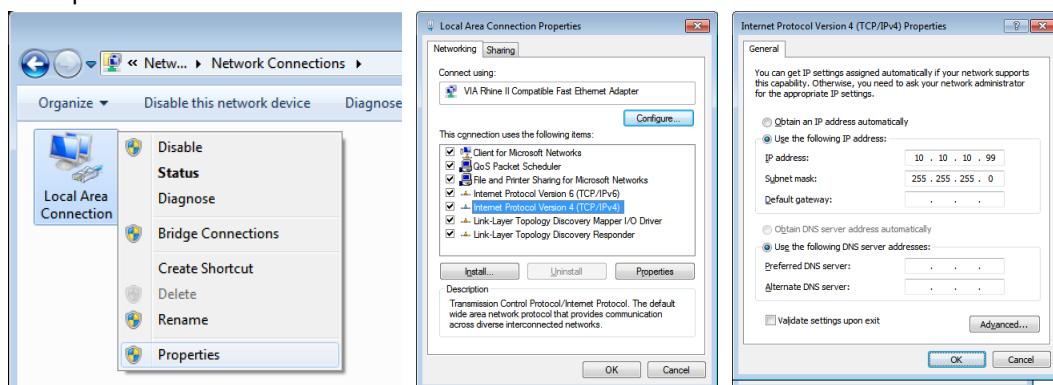 « Netw... ▸ Network Connections ▸
Organize ▾ Disable this network device Diagnose
Local Area
Connection
Disable
Status
Diagnose
Bridge Connections
Create Shortcut
Delete
Rename
Properties
Local Area Connection Properties
Networking Sharing
Connect using:
VIA Rhine II Compatible Fast Ethernet Adapter
Configure...
This connection uses the following items:
Client for Microsoft Networks
QoS Packet Scheduler
File and Printer Sharing for Microsoft Networks
Internet Protocol Version 6 (TCP/IPv6)
Internet Protocol Version 4 (TCP/IPv4)
Link-Layer Topology Discovery Mapper I/O Driver
Link-Layer Topology Discovery Responder
Install... Uninstall Properties
Description
Transmission Control Protocol/Internet Protocol. The default
wide area network protocol that provides communication
across diverse interconnected networks.
OK Cancel
Internet Protocol Version 4 (TCP/IPv4) Properties
General
You can get IP settings assigned automatically if your network supports
this capability. Otherwise, you need to ask your network administrator
for the appropriate IP settings.
Obtain an IP address automatically
Use the following IP address:
IP address: 10 . 10 . 10 . 99
Subnet mask: 255 . 255 . 255 . 0
Default gateway: . . .
Obtain DNS server address automatically
Use the following DNS server addresses:
Preferred DNS server: . . .
Alternate DNS server: . . .
Validate settings upon exit
Advanced...
OK Cancel